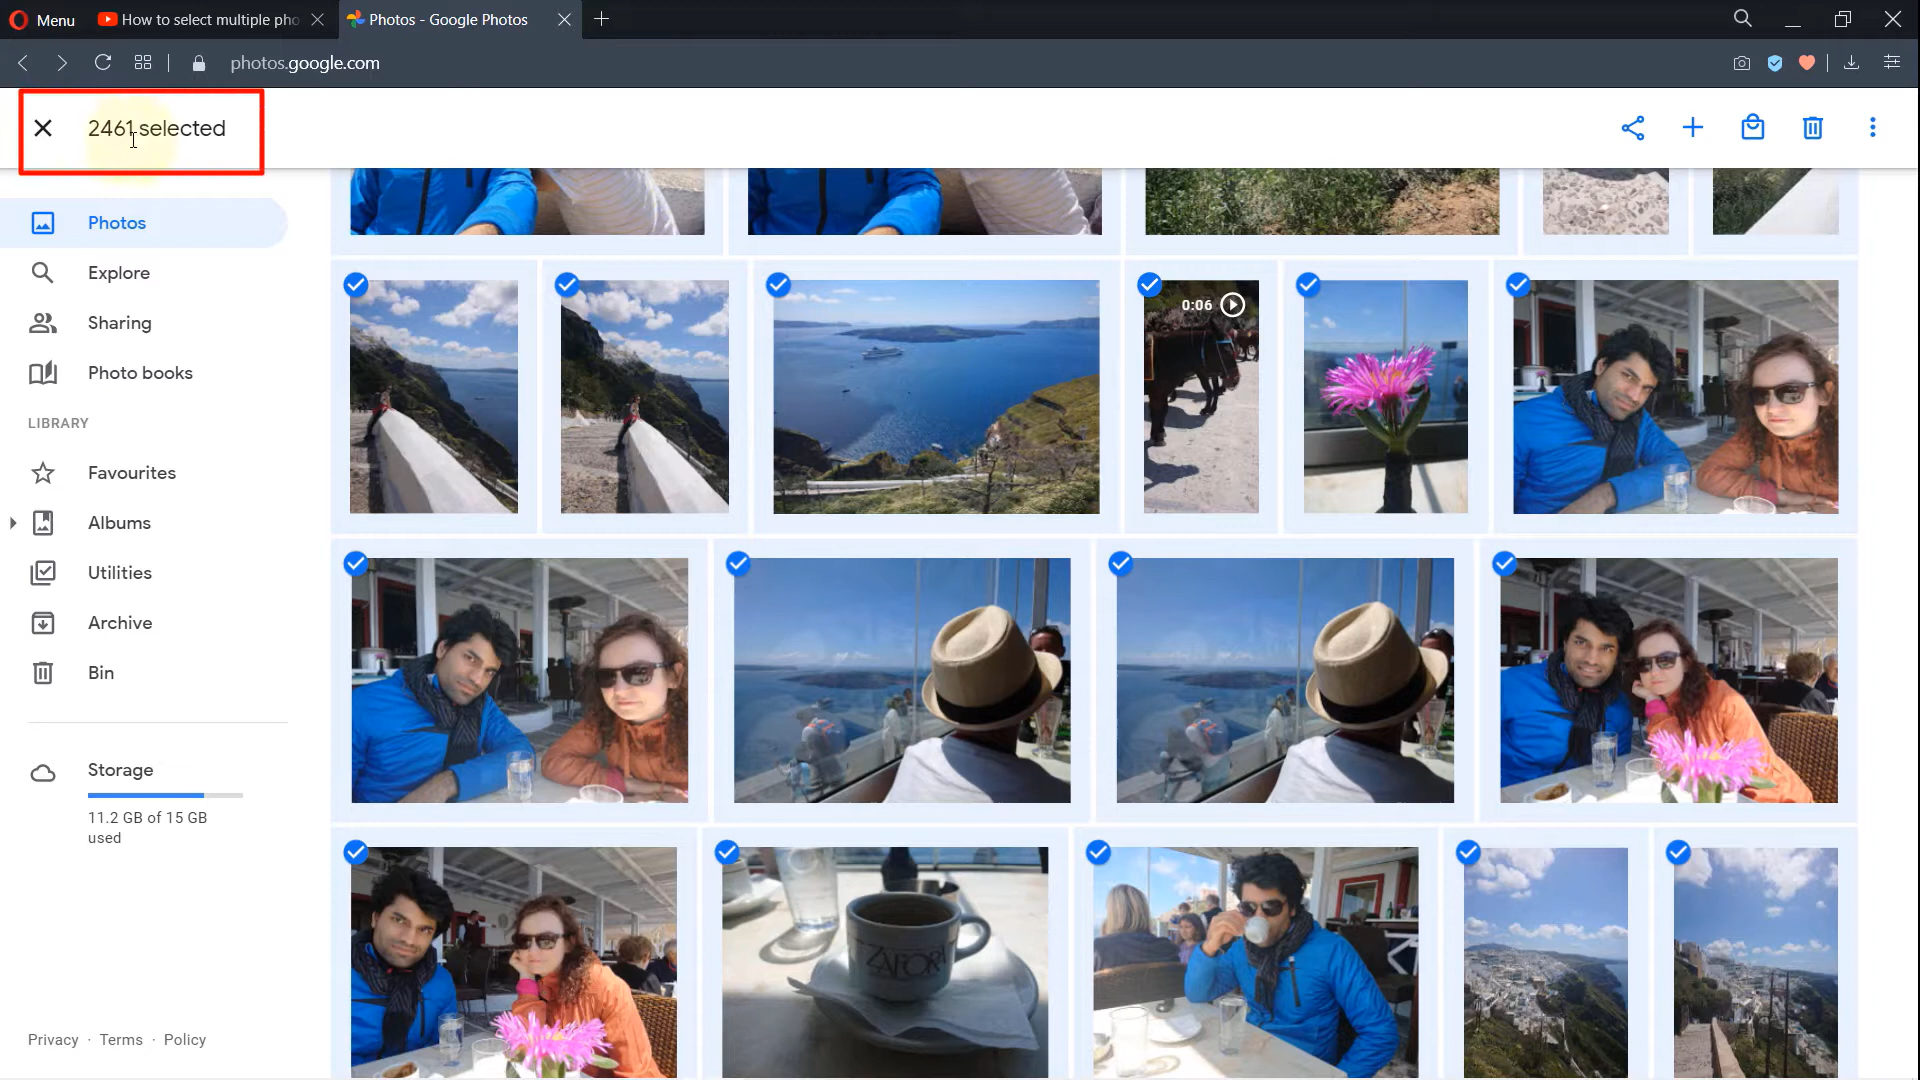 Menu
How to select multiple pho
Photos - Google Photos
photos.google.com
2461 selected
Photos
Explore
Sharing
Photo books
LIBRARY
Favourites
Albums
Utilities
Archive
Bin
Storage
11.2 GB of 15 GB
used
Privacy · Terms · Policy
0:06
ZAFORA